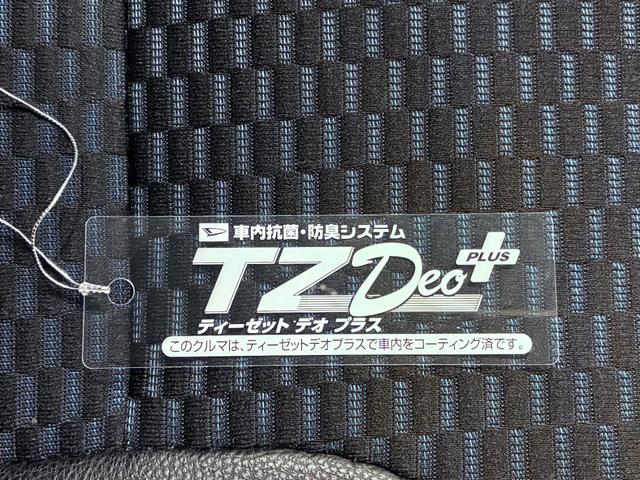 車内抗菌・防臭システム
TZ Deo PLUS
ティーゼット デオ プラス
このクルマは、ティーゼットデオプラスで車内をコーティング済です。